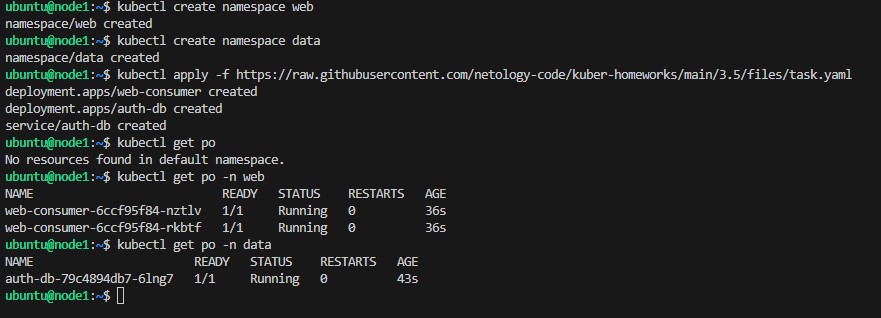 ubuntu@node1:~$ kubectl create namespace web
namespace/web created
ubuntu@node1:~$ kubectl create namespace data
namespace/data created
ubuntu@node1:~$ kubectl apply -f https://raw.githubusercontent.com/netology-code/kuber-homeworks/main/3.5/files/task.yaml
deployment.apps/web-consumer created
deployment.apps/auth-db created
service/auth-db created
ubuntu@node1:~$ kubectl get po
No resources found in default namespace.
ubuntu@node1:~$ kubectl get po -n web
NAME READY STATUS RESTARTS AGE
web-consumer-6ccf95f84-nztlv 1/1 Running 0 36s
web-consumer-6ccf95f84-rkbtf 1/1 Running 0 36s
ubuntu@node1:~$ kubectl get po -n data
NAME READY STATUS RESTARTS AGE
auth-db-79c4894db7-6lng7 1/1 Running 0 43s
ubuntu@node1:~$